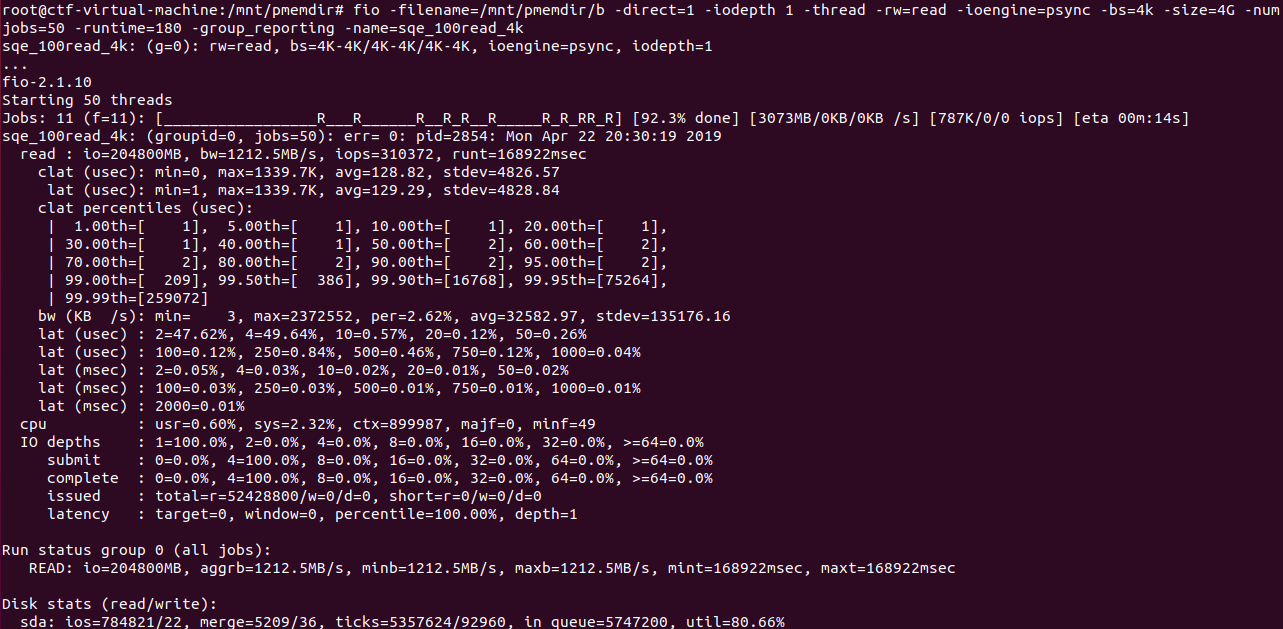 root@ctf-virtual-machine:/mnt/pmemdir# fio -filename=/mnt/pmemdir/b -direct=1 -iodepth 1 -thread -rw=read -ioengine=psync -bs=4k -size=4G -num
jobs=50 -runtime=180 -group_reporting -name=sqe_100read_4k
sqe_100read_4k: (g=0): rw=read, bs=4K-4K/4K-4K/4K-4K, ioengine=psync, iodepth=1
...
fio-2.1.10
Starting 50 threads
Jobs: 11 (f=11): [_________________R___R______R__R_R__R_____R_R_RR_R] [92.3% done] [3073MB/0KB/0KB /s] [787K/0/0 iops] [eta 00m:14s]
sqe_100read_4k: (groupid=0, jobs=50): err= 0: pid=2854: Mon Apr 22 20:30:19 2019
  read : io=204800MB, bw=1212.5MB/s, iops=310372, runt=168922msec
    clat (usec): min=0, max=1339.7K, avg=128.82, stdev=4826.57
     lat (usec): min=1, max=1339.7K, avg=129.29, stdev=4828.84
    clat percentiles (usec):
     |  1.00th=[    1],  5.00th=[    1], 10.00th=[    1], 20.00th=[    1],
     | 30.00th=[    1], 40.00th=[    1], 50.00th=[    2], 60.00th=[    2],
     | 70.00th=[    2], 80.00th=[    2], 90.00th=[    2], 95.00th=[    2],
     | 99.00th=[  209], 99.50th=[  386], 99.90th=[16768], 99.95th=[75264],
     | 99.99th=[259072]
    bw (KB  /s): min=    3, max=2372552, per=2.62%, avg=32582.97, stdev=135176.16
    lat (usec) : 2=47.62%, 4=49.64%, 10=0.57%, 20=0.12%, 50=0.26%
    lat (usec) : 100=0.12%, 250=0.84%, 500=0.46%, 750=0.12%, 1000=0.04%
    lat (msec) : 2=0.05%, 4=0.03%, 10=0.02%, 20=0.01%, 50=0.02%
    lat (msec) : 100=0.03%, 250=0.03%, 500=0.01%, 750=0.01%, 1000=0.01%
    lat (msec) : 2000=0.01%
  cpu          : usr=0.60%, sys=2.32%, ctx=899987, majf=0, minf=49
  IO depths    : 1=100.0%, 2=0.0%, 4=0.0%, 8=0.0%, 16=0.0%, 32=0.0%, >=64=0.0%
     submit    : 0=0.0%, 4=100.0%, 8=0.0%, 16=0.0%, 32=0.0%, 64=0.0%, >=64=0.0%
     complete  : 0=0.0%, 4=100.0%, 8=0.0%, 16=0.0%, 32=0.0%, 64=0.0%, >=64=0.0%
     issued    : total=r=52428800/w=0/d=0, short=r=0/w=0/d=0
     latency   : target=0, window=0, percentile=100.00%, depth=1

Run status group 0 (all jobs):
   READ: io=204800MB, aggrb=1212.5MB/s, minb=1212.5MB/s, maxb=1212.5MB/s, mint=168922msec, maxt=168922msec

Disk stats (read/write):
  sda: ios=784821/22, merge=5209/36, ticks=5357624/92960, in_queue=5747200, util=80.66%